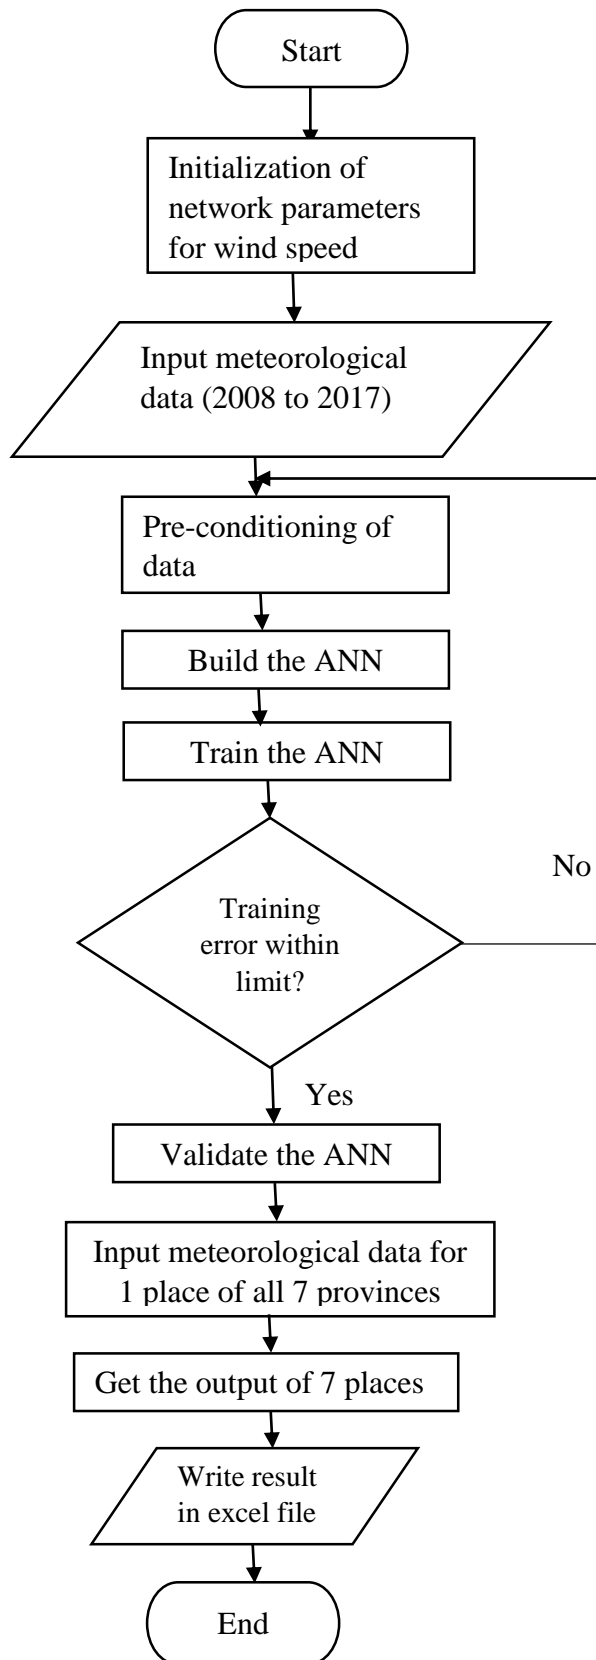 Start
Initialization of
network parameters
for wind speed
Input meteorological
data (2008 to 2017)
Pre-conditioning of
data
Build the ANN
Train the ANN
No
Training
error within
limit?
Yes
Validate the ANN
Input meteorological data for
1 place of all 7 provinces
Get the output of 7 places
Write result
in excel file
End